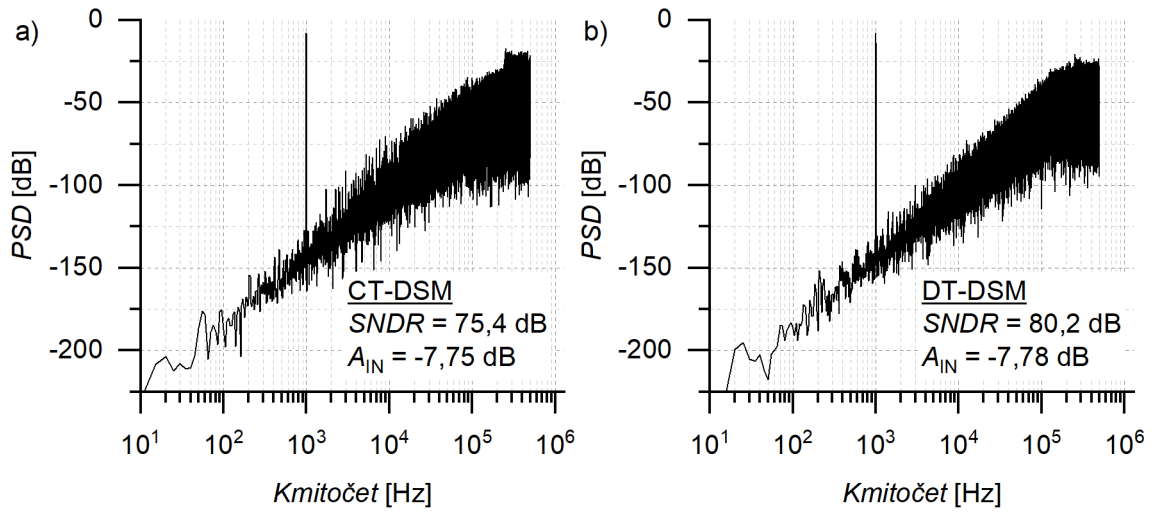 a)
0
-50
-100
-150
-200
PSD [dB]
CT-DSM
SNDR = 75,4 dB
A_IN = -7,75 dB
10^1 10^2 10^3 10^4 10^5 10^6
Kmitočet [Hz]
b)
0
-50
-100
-150
-200
PSD [dB]
DT-DSM
SNDR = 80,2 dB
A_IN = -7,78 dB
10^1 10^2 10^3 10^4 10^5 10^6
Kmitočet [Hz]